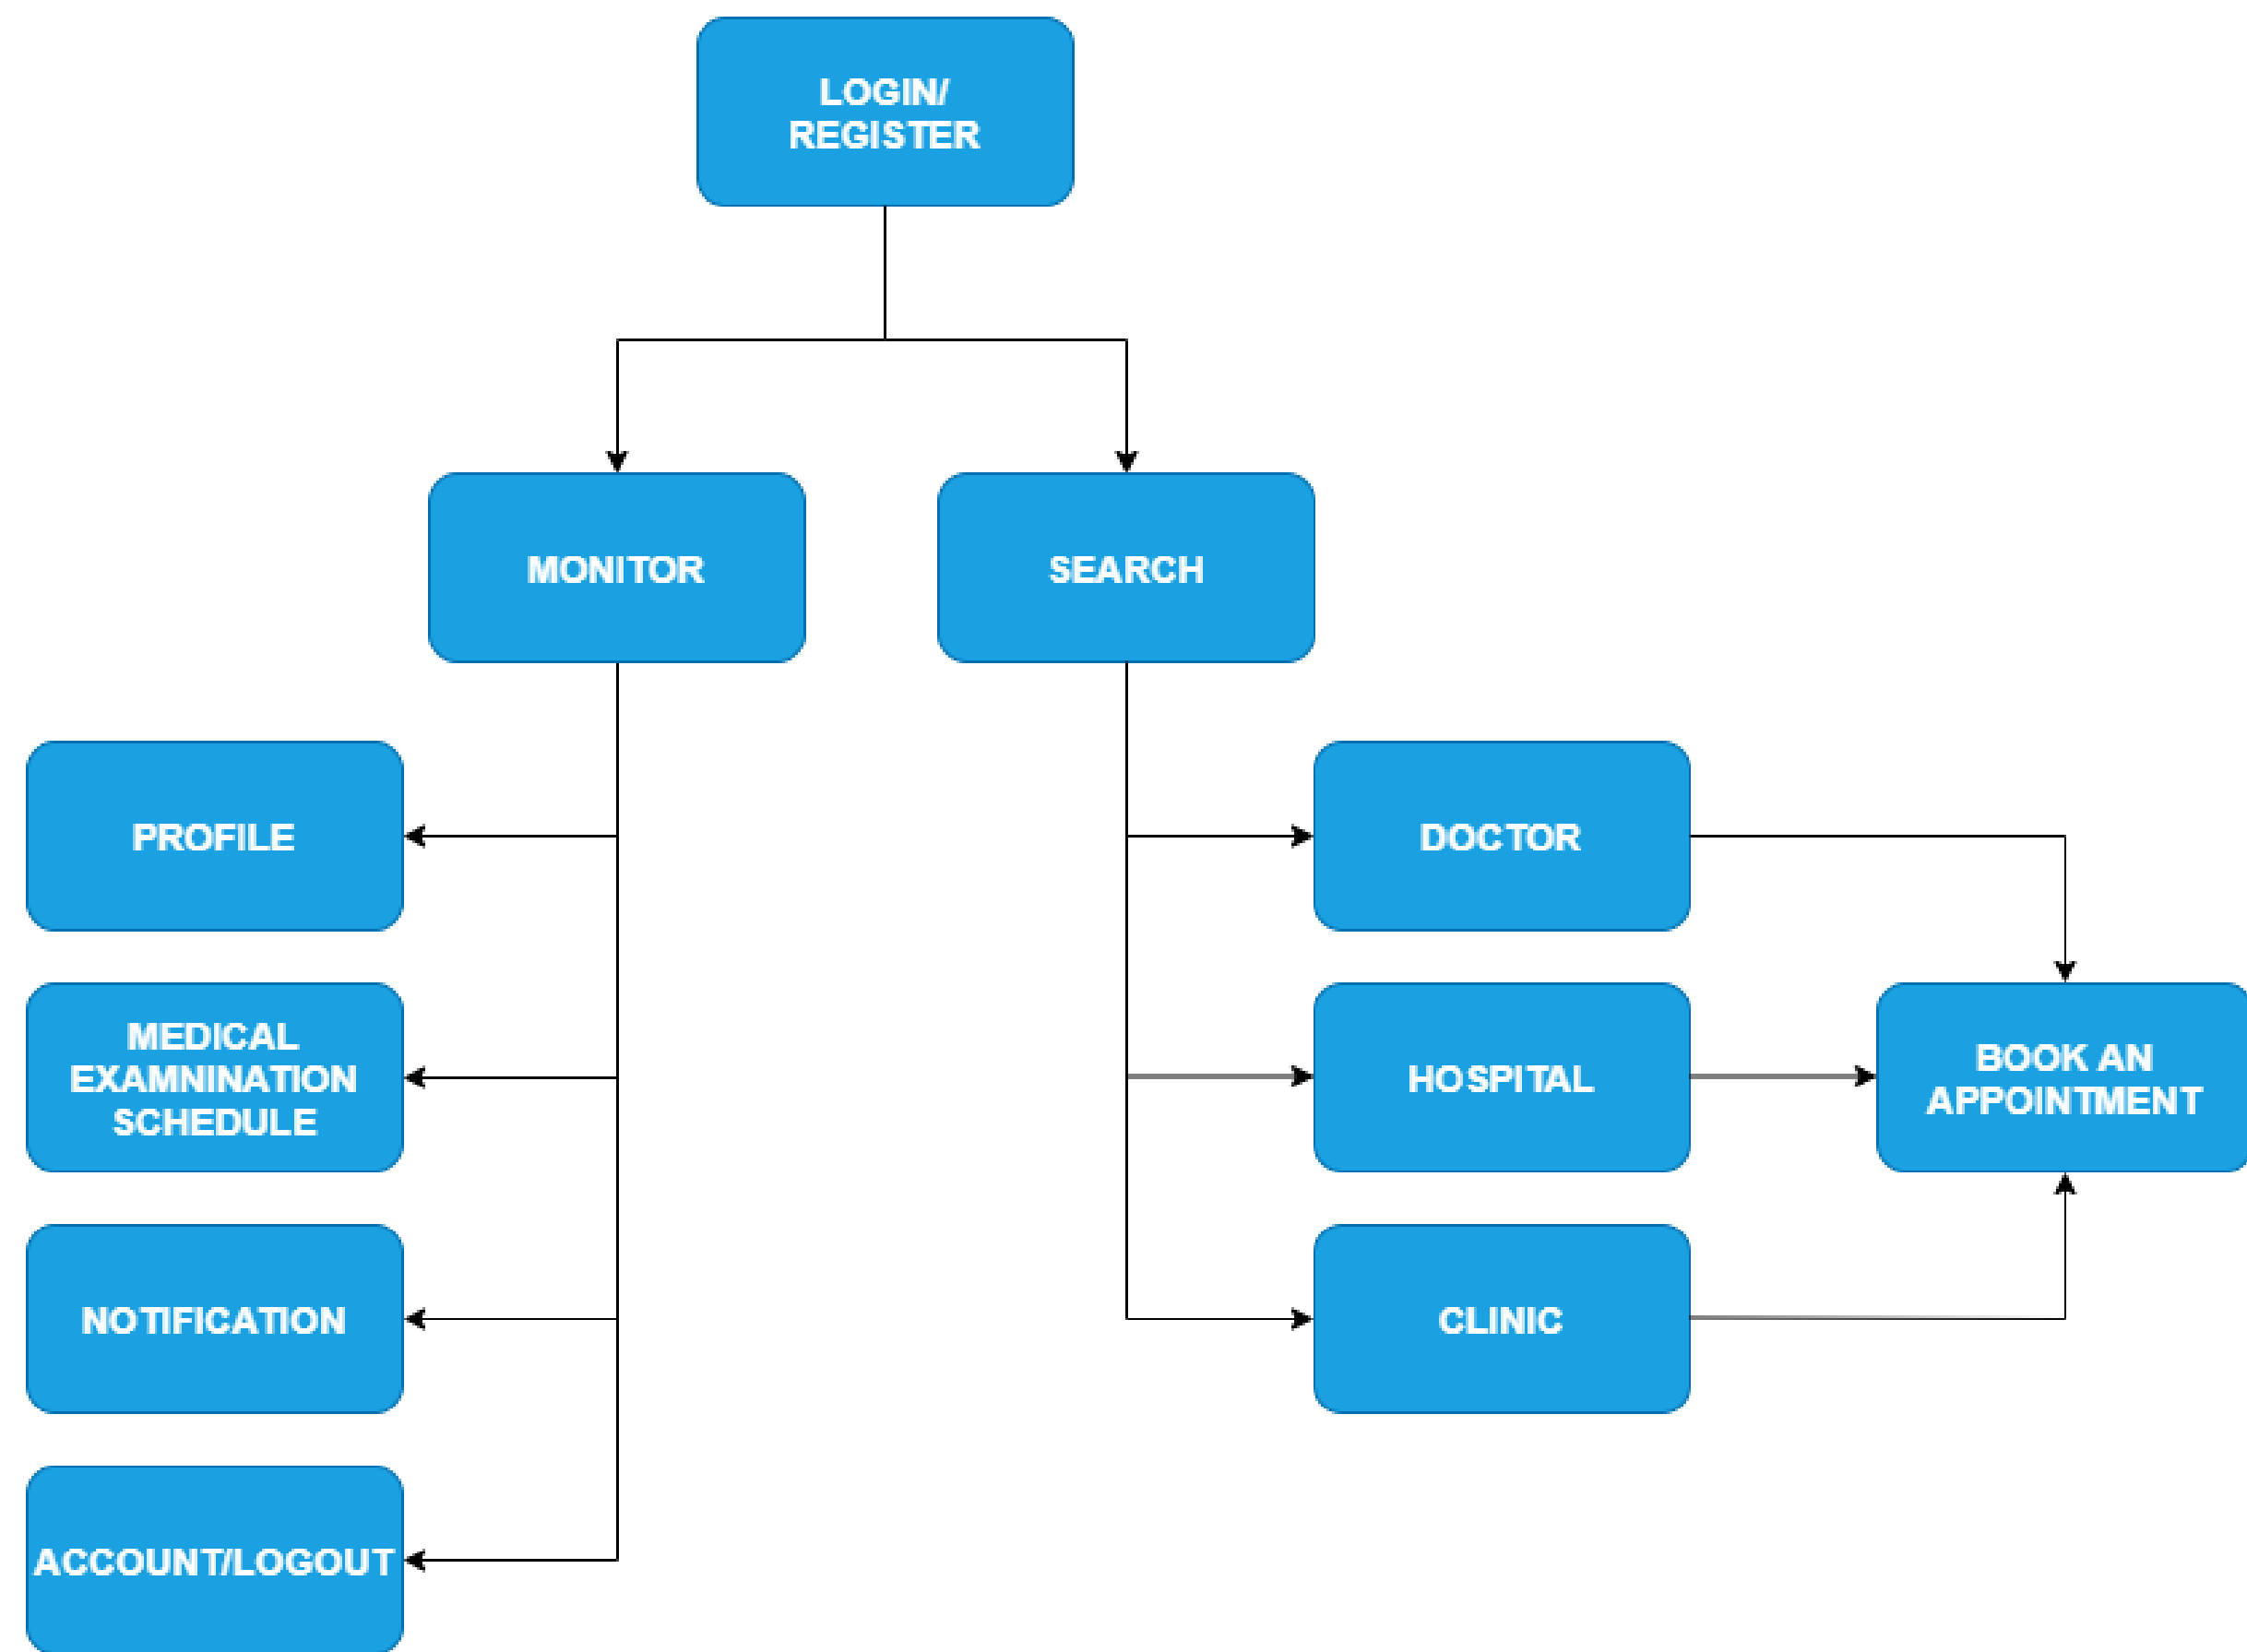 LOGIN/
REGISTER
MONITOR
SEARCH
PROFILE
DOCTOR
MEDICAL
EXAMNINATION
SCHEDULE
HOSPITAL
BOOK AN
APPOINTMENT
NOTIFICATION
CLINIC
ACCOUNT/LOGOUT